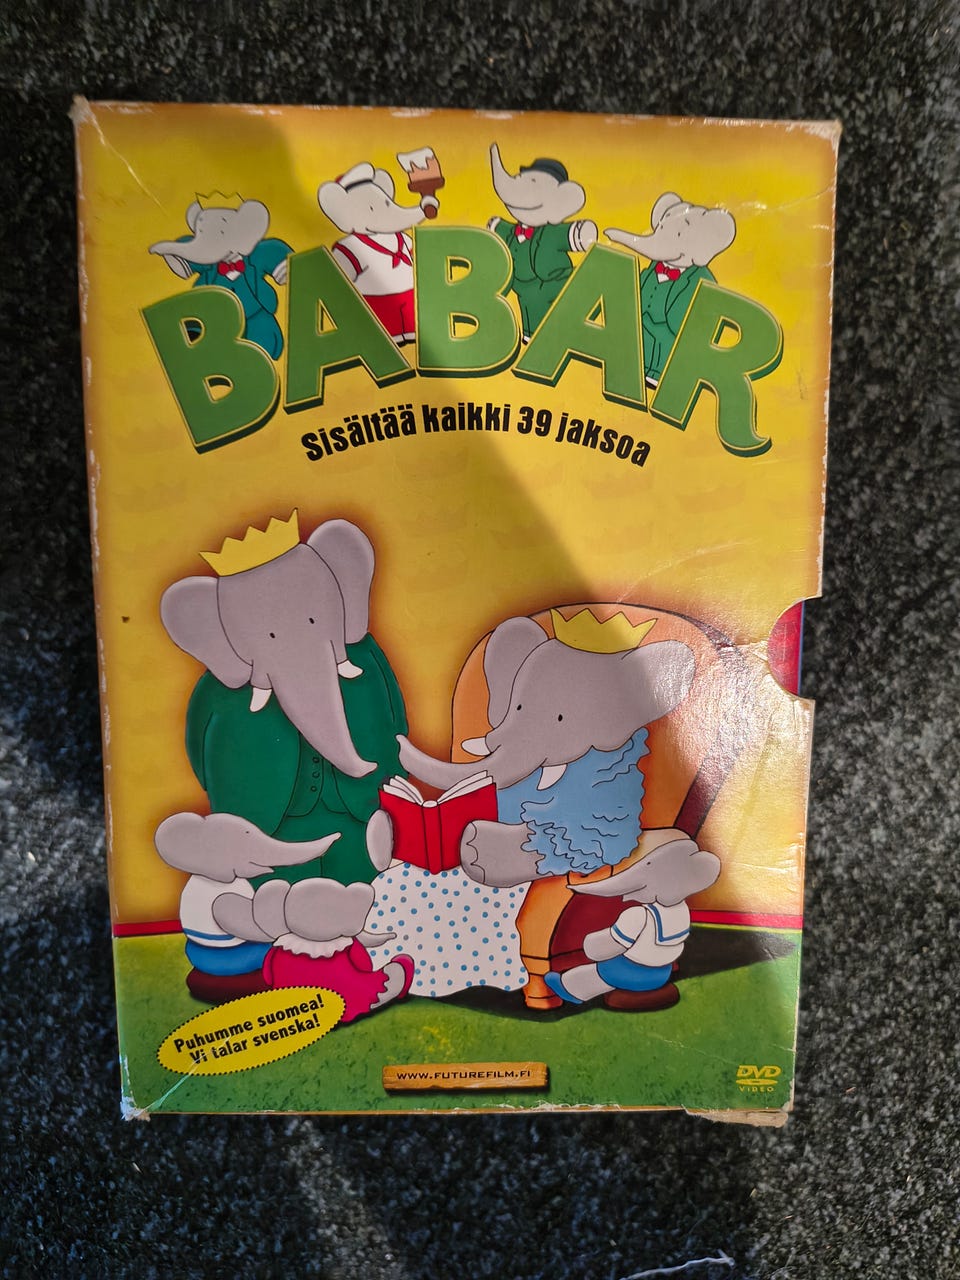 BABAR
Sisältää kaikki 39 jaksoa
Puhumme suomea!
Vi talar svenska!
WWW.FUTUREFILM.FI
DVD
VIDEO